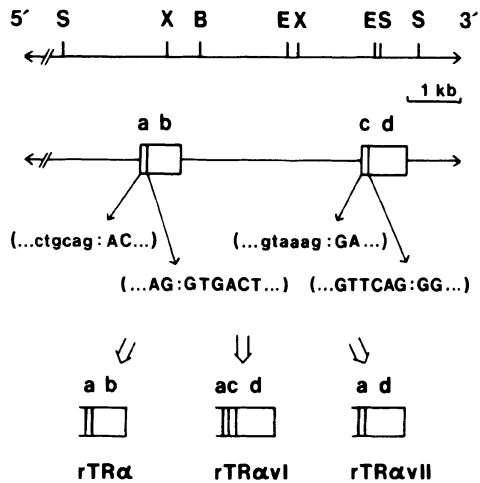 5′ S X B E X E S S 3′
1 kb
a b c d
(...ctgcag:AC...) (...gtaaag:GA...)
(...AG:GTGACT...) (...GTTCAG:GG...)
a b ac d a d
rTRα rTRαvI rTRαvII